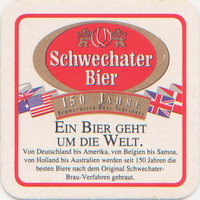 Schwechater
Bier
150 JAHRE
EIN BIER GEHT
UM DIE WELT.
Von Deutschland bis Amerika, von Belgien bis Samoa,
von Holland bis Australien werden seit 150 Jahren die
besten Biere nach dem Original Schwechater-
Brau-Verfahren gebraut.